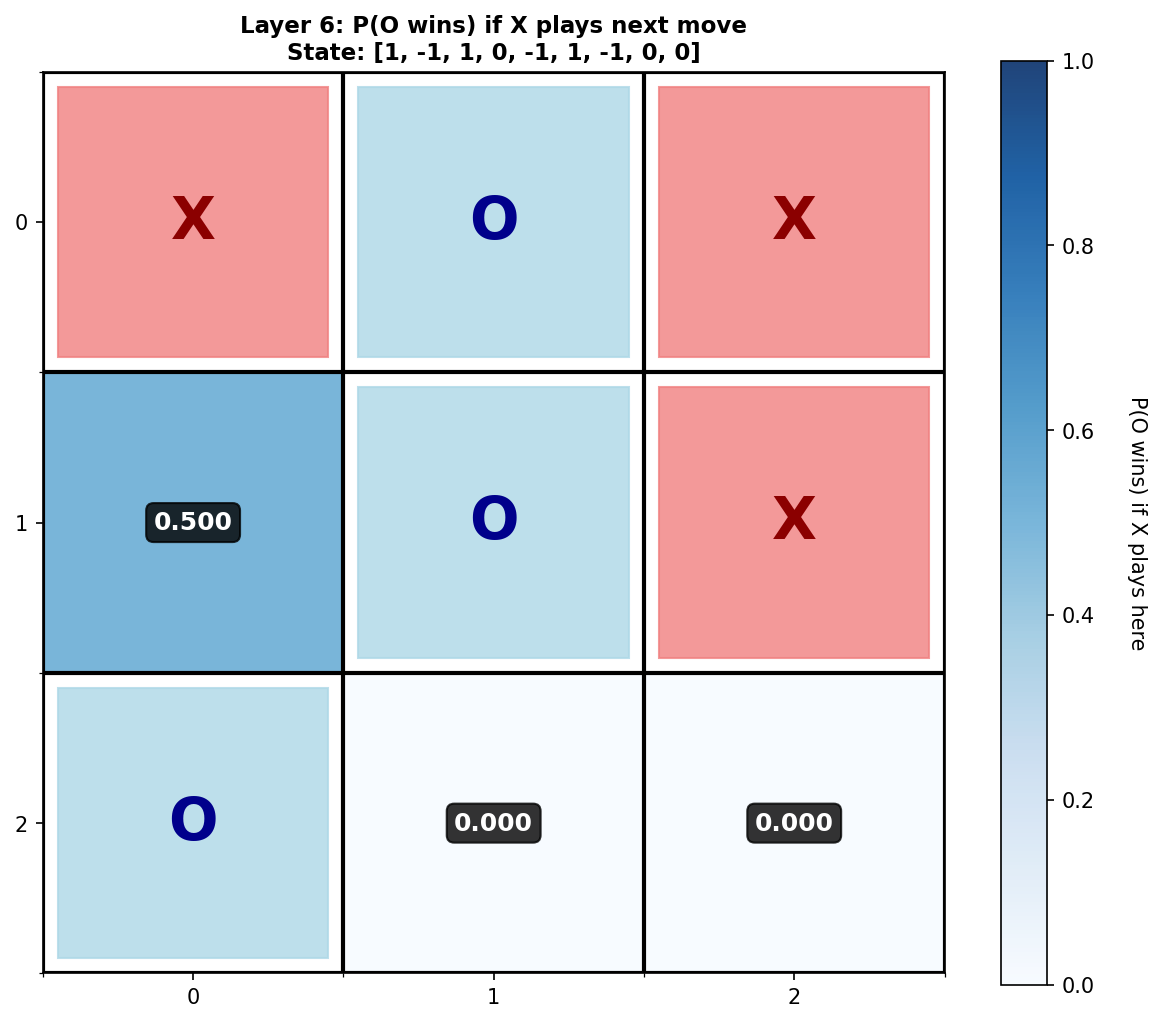 Layer 6: P(O wins) if X plays next move
State: [1, -1, 1, 0, -1, 1, -1, 0, 0]
X O X
0
0.500 O X
1
O 0.000 0.000
2
0 1 2
1.0
0.8
0.6
0.4
0.2
0.0
P(O wins) if X plays here